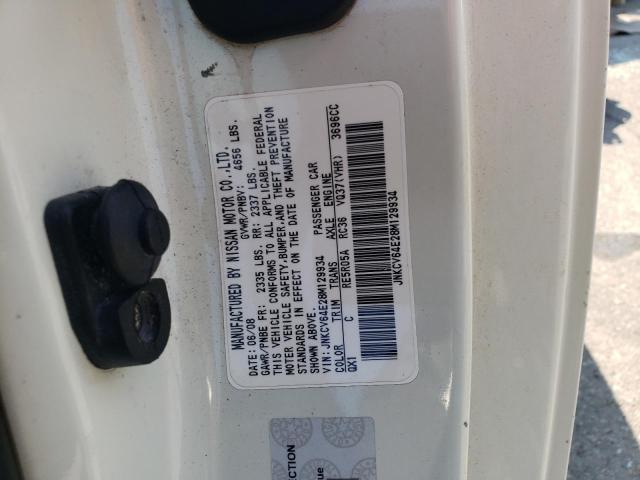 MANUFACTURED BY NISSAN MOTOR CO.,LTD.
DATE: 06/08 GVWR/PNBV: 4656 LBS.
GAWR/PNBE FR: 2335 LBS. RR: 2337 LBS.
THIS VEHICLE CONFORMS TO ALL APPLICABLE FEDERAL
MOTOR VEHICLE SAFETY,BUMPER,AND THEFT PREVENTION
STANDARDS IN EFFECT ON THE DATE OF MANUFACTURE
SHOWN ABOVE.
VIN: JNKCV64E28M129934 PASSENGER CAR
COLOR TRIM TRANS AXLE ENGINE
QX1 C RE5R05A RC36 VQ37(VHR) 3696CC
JNKCV64E28M129934
CTION
ue